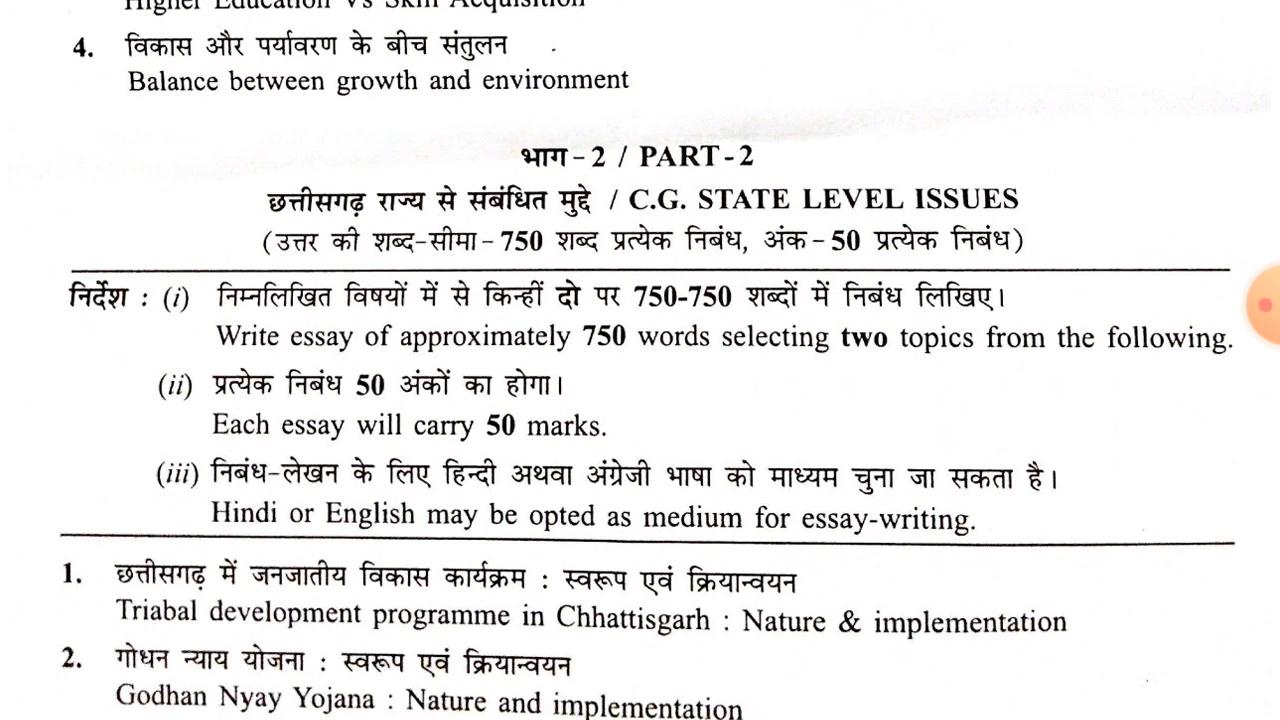 Higher Education Vs Skill Acquisition
4. विकास और पर्यावरण के बीच संतुलन
Balance between growth and environment
भाग - 2 / PART - 2
छत्तीसगढ़ राज्य से संबंधित मुद्दे / C.G. STATE LEVEL ISSUES
(उत्तर की शब्द-सीमा - 750 शब्द प्रत्येक निबंध, अंक - 50 प्रत्येक निबंध)
निर्देश : (i) निम्नलिखित विषयों में से किन्हीं दो पर 750-750 शब्दों में निबंध लिखिए।
Write essay of approximately 750 words selecting two topics from the following.
(ii) प्रत्येक निबंध 50 अंकों का होगा।
Each essay will carry 50 marks.
(iii) निबंध-लेखन के लिए हिन्दी अथवा अंग्रेजी भाषा को माध्यम चुना जा सकता है।
Hindi or English may be opted as medium for essay-writing.
1. छत्तीसगढ़ में जनजातीय विकास कार्यक्रम : स्वरूप एवं क्रियान्वयन
Triabal development programme in Chhattisgarh : Nature & implementation
2. गोधन न्याय योजना : स्वरूप एवं क्रियान्वयन
Godhan Nyay Yojana : Nature and implementation